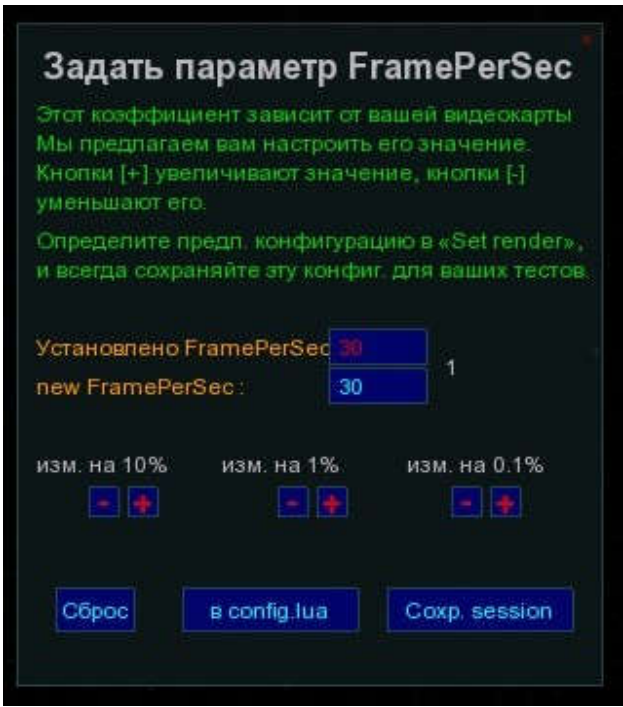 Задать параметр FramePerSec
Этот коэффициент зависит от вашей видеокарты
Мы предлагаем вам настроить его значение.
Кнопки [+] увеличивают значение, кнопки [-]
уменьшают его.
Определите предп. конфигурацию в «Set render»,
и всегда сохраняйте эту конфиг. для ваших тестов.
Установлено FramePerSec 30
1
new FramePerSec : 30
изм. на 10% изм. на 1% изм. на 0.1%
- + - + - +
Сброс в config.lua Сохр. session